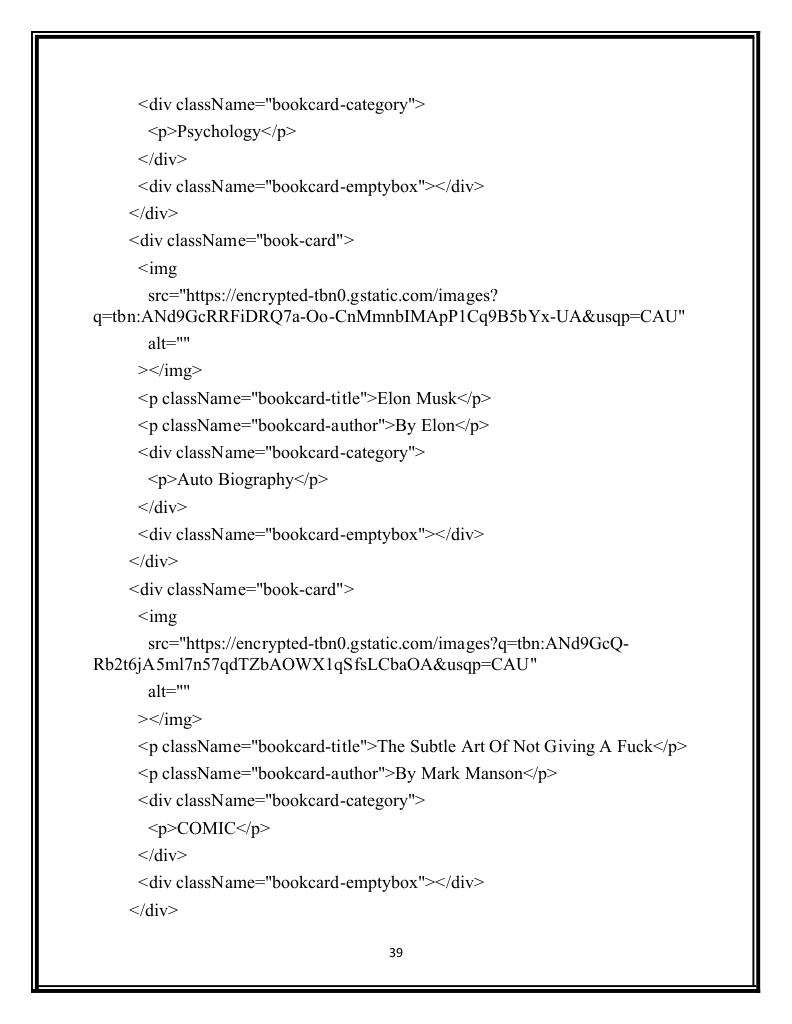 <div className="bookcard-category">
<p>Psychology</p>
</div>
<div className="bookcard-emptybox"></div>
</div>
<div className="book-card">
<img
src="https://encrypted-tbn0.gstatic.com/images?
q=tbn:ANd9GcRRFiDRQ7a-Oo-CnMmnbIMApP1Cq9B5bYx-UA&usqp=CAU"
alt=""
></img>
<p className="bookcard-title">Elon Musk</p>
<p className="bookcard-author">By Elon</p>
<div className="bookcard-category">
<p>Auto Biography</p>
</div>
<div className="bookcard-emptybox"></div>
</div>
<div className="book-card">
<img
src="https://encrypted-tbn0.gstatic.com/images?q=tbn:ANd9GcQ-
Rb2t6jA5ml7n57qdTZbAOWX1qSfsLCbaOA&usqp=CAU"
alt=""
></img>
<p className="bookcard-title">The Subtle Art Of Not Giving A Fuck</p>
<p className="bookcard-author">By Mark Manson</p>
<div className="bookcard-category">
<p>COMIC</p>
</div>
<div className="bookcard-emptybox"></div>
</div>
39